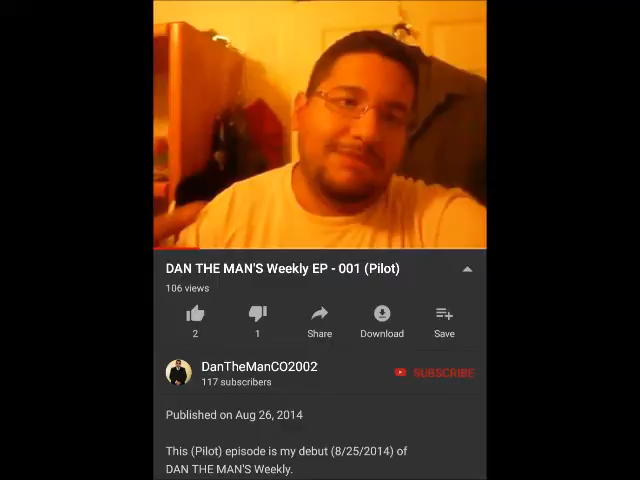 DAN THE MAN'S Weekly EP - 001 (Pilot)
106 views
2
1
Share
Download
Save
DanTheManCO2002
117 subscribers
SUBSCRIBE
Published on Aug 26, 2014
This (Pilot) episode is my debut (8/25/2014) of
DAN THE MAN'S Weekly.